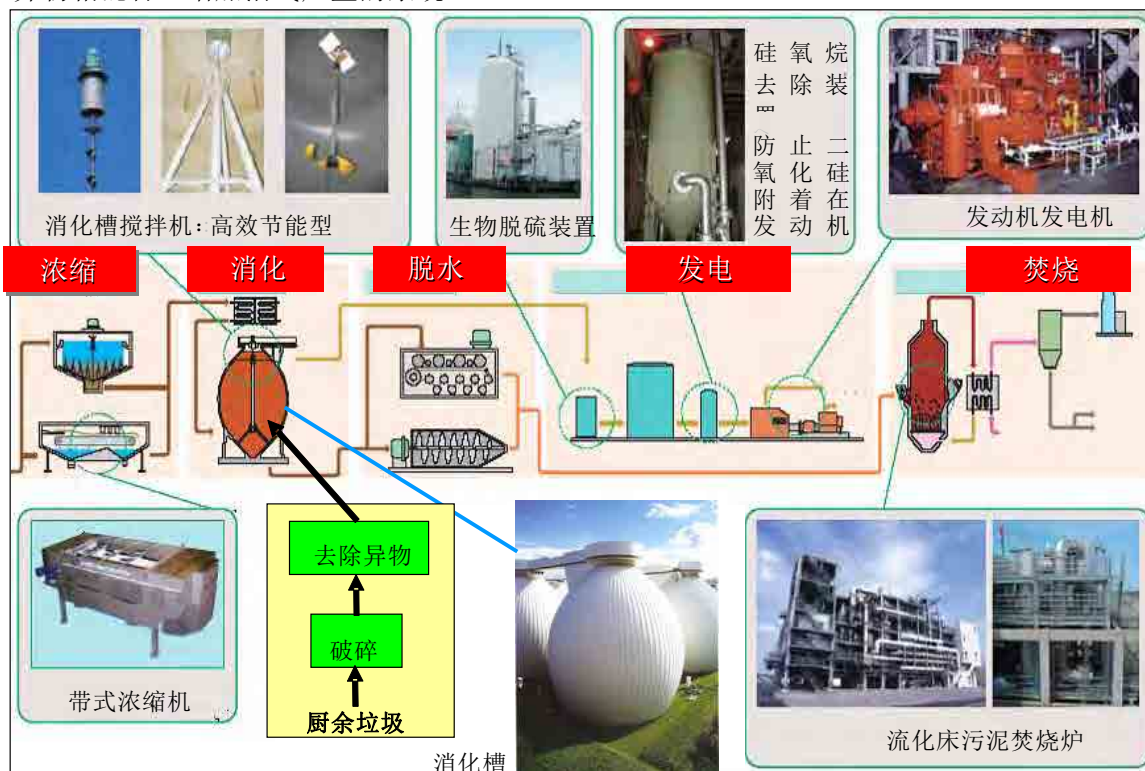 硅 氧 烷
去 除 装
防 止 二
氧 化 硅
附 着 在
发 动 机
消化槽搅拌机：高效节能型
生物脱硫装置
发动机发电机
浓缩
消化
脱水
发电
焚烧
去除异物
破碎
厨余垃圾
带式浓缩机
消化槽
流化床污泥焚烧炉